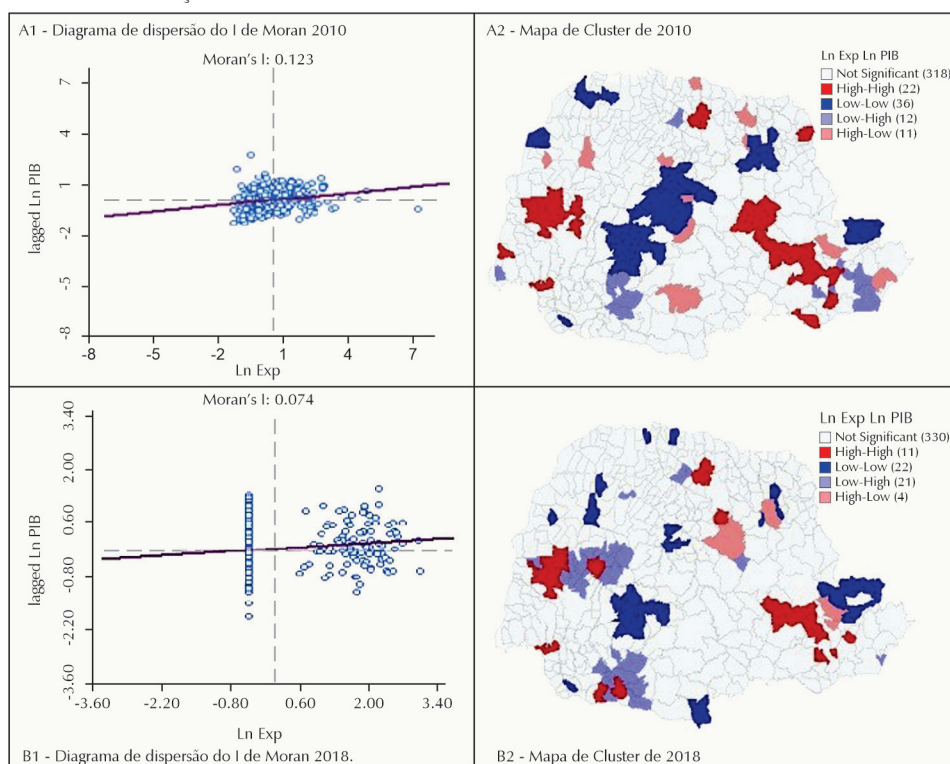 A1 - Diagrama de dispersão do I de Moran 2010
Moran's I: 0.123
7
4
1
-2
-5
-8
lagged Ln PIB
-8
-5
-2
1
4
7
Ln Exp
A2 - Mapa de Cluster de 2010
Ln Exp Ln PIB
Not Significant (318)
High-High (22)
Low-Low (36)
Low-High (12)
High-Low (11)
Moran's I: 0.074
3.40
2.00
0.60
-0.80
-2.20
-3.60
lagged Ln PIB
-3.60
-2.20
-0.80
0.60
2.00
3.40
Ln Exp
B1 - Diagrama de dispersão do I de Moran 2018.
Ln Exp Ln PIB
Not Significant (330)
High-High (11)
Low-Low (22)
Low-High (21)
High-Low (4)
B2 - Mapa de Cluster de 2018